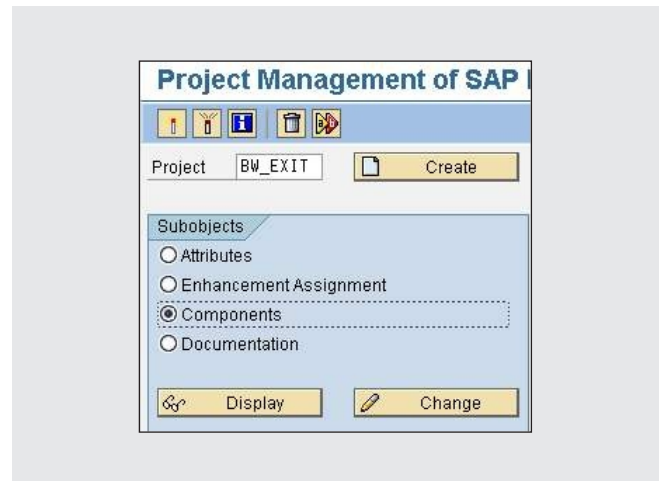 Project Management of SAP
Project BW_EXIT Create
Subobjects
Attributes
Enhancement Assignment
Components
Documentation
Display Change